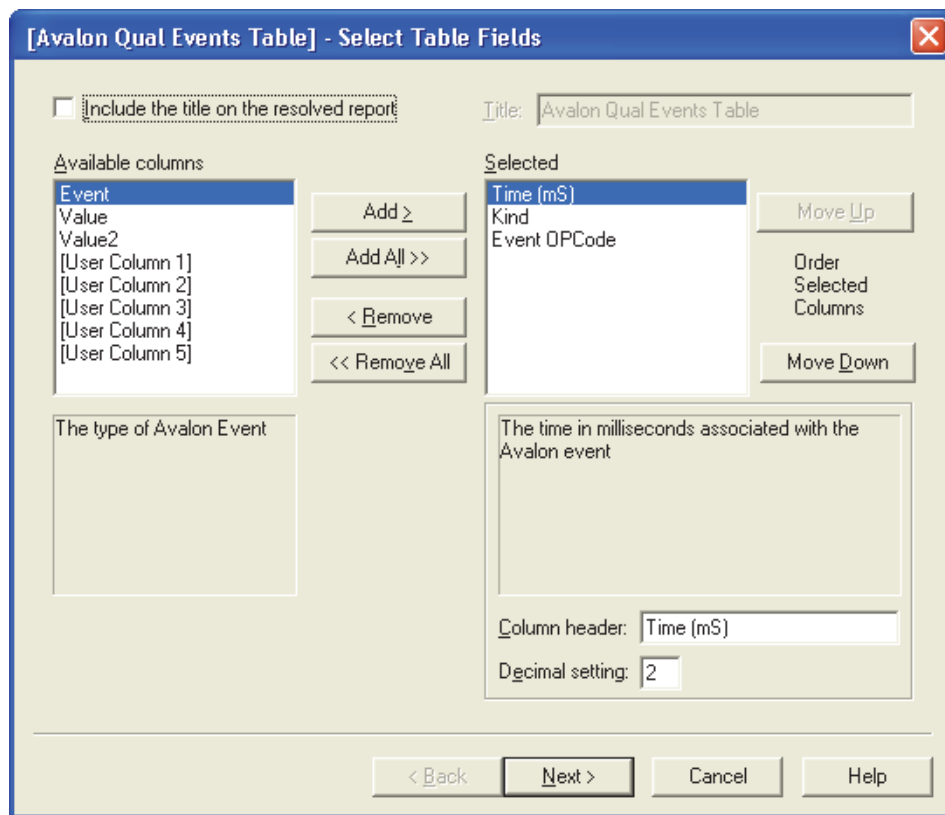 [Avalon Qual Events Table] - Select Table Fields
Include the title on the resolved report
Title: Avalon Qual Events Table
Available columns
Event
Value
Value2
[User Column 1]
[User Column 2]
[User Column 3]
[User Column 4]
[User Column 5]
Add >
Add All >>
< Remove
<< Remove All
Selected
Time (mS)
Kind
Event OPCode
Move Up
Order
Selected
Columns
Move Down
The type of Avalon Event
The time in milliseconds associated with the
Avalon event
Column header: Time (mS)
Decimal setting: 2
< Back
Next >
Cancel
Help